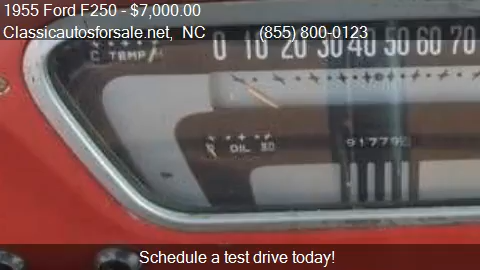 1955 Ford F250 - $7,000.00
Classicautosforsale.net, NC (855) 800-0123
C TEMP H 0 10 20 30 40 50 60 70
OIL 80
Schedule a test drive today!